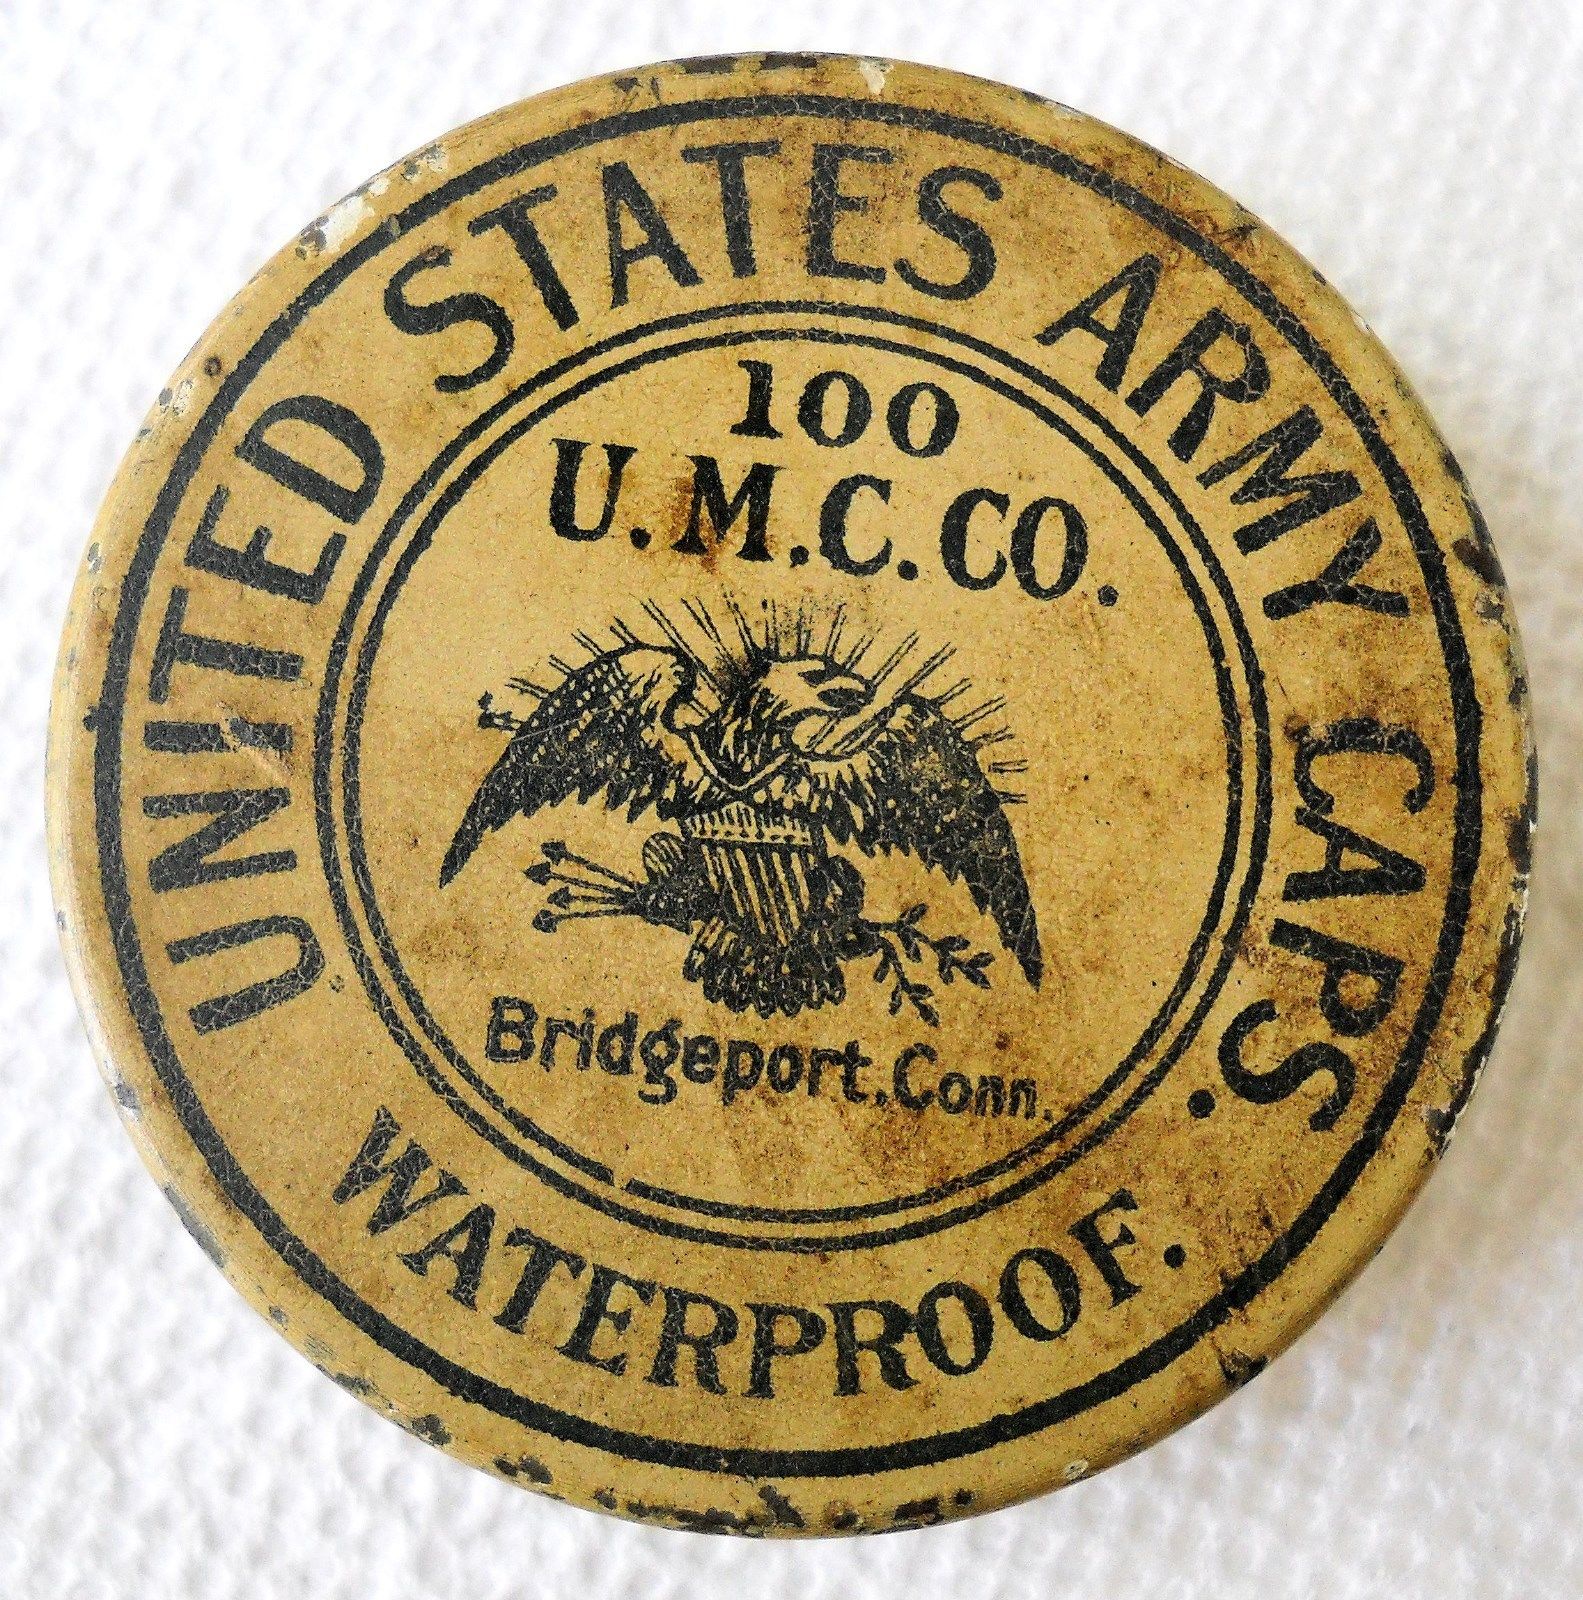 UNITED STATES ARMY CAPS.
100
U.M.C.CO.
Bridgeport, Conn.
WATERPROOF.